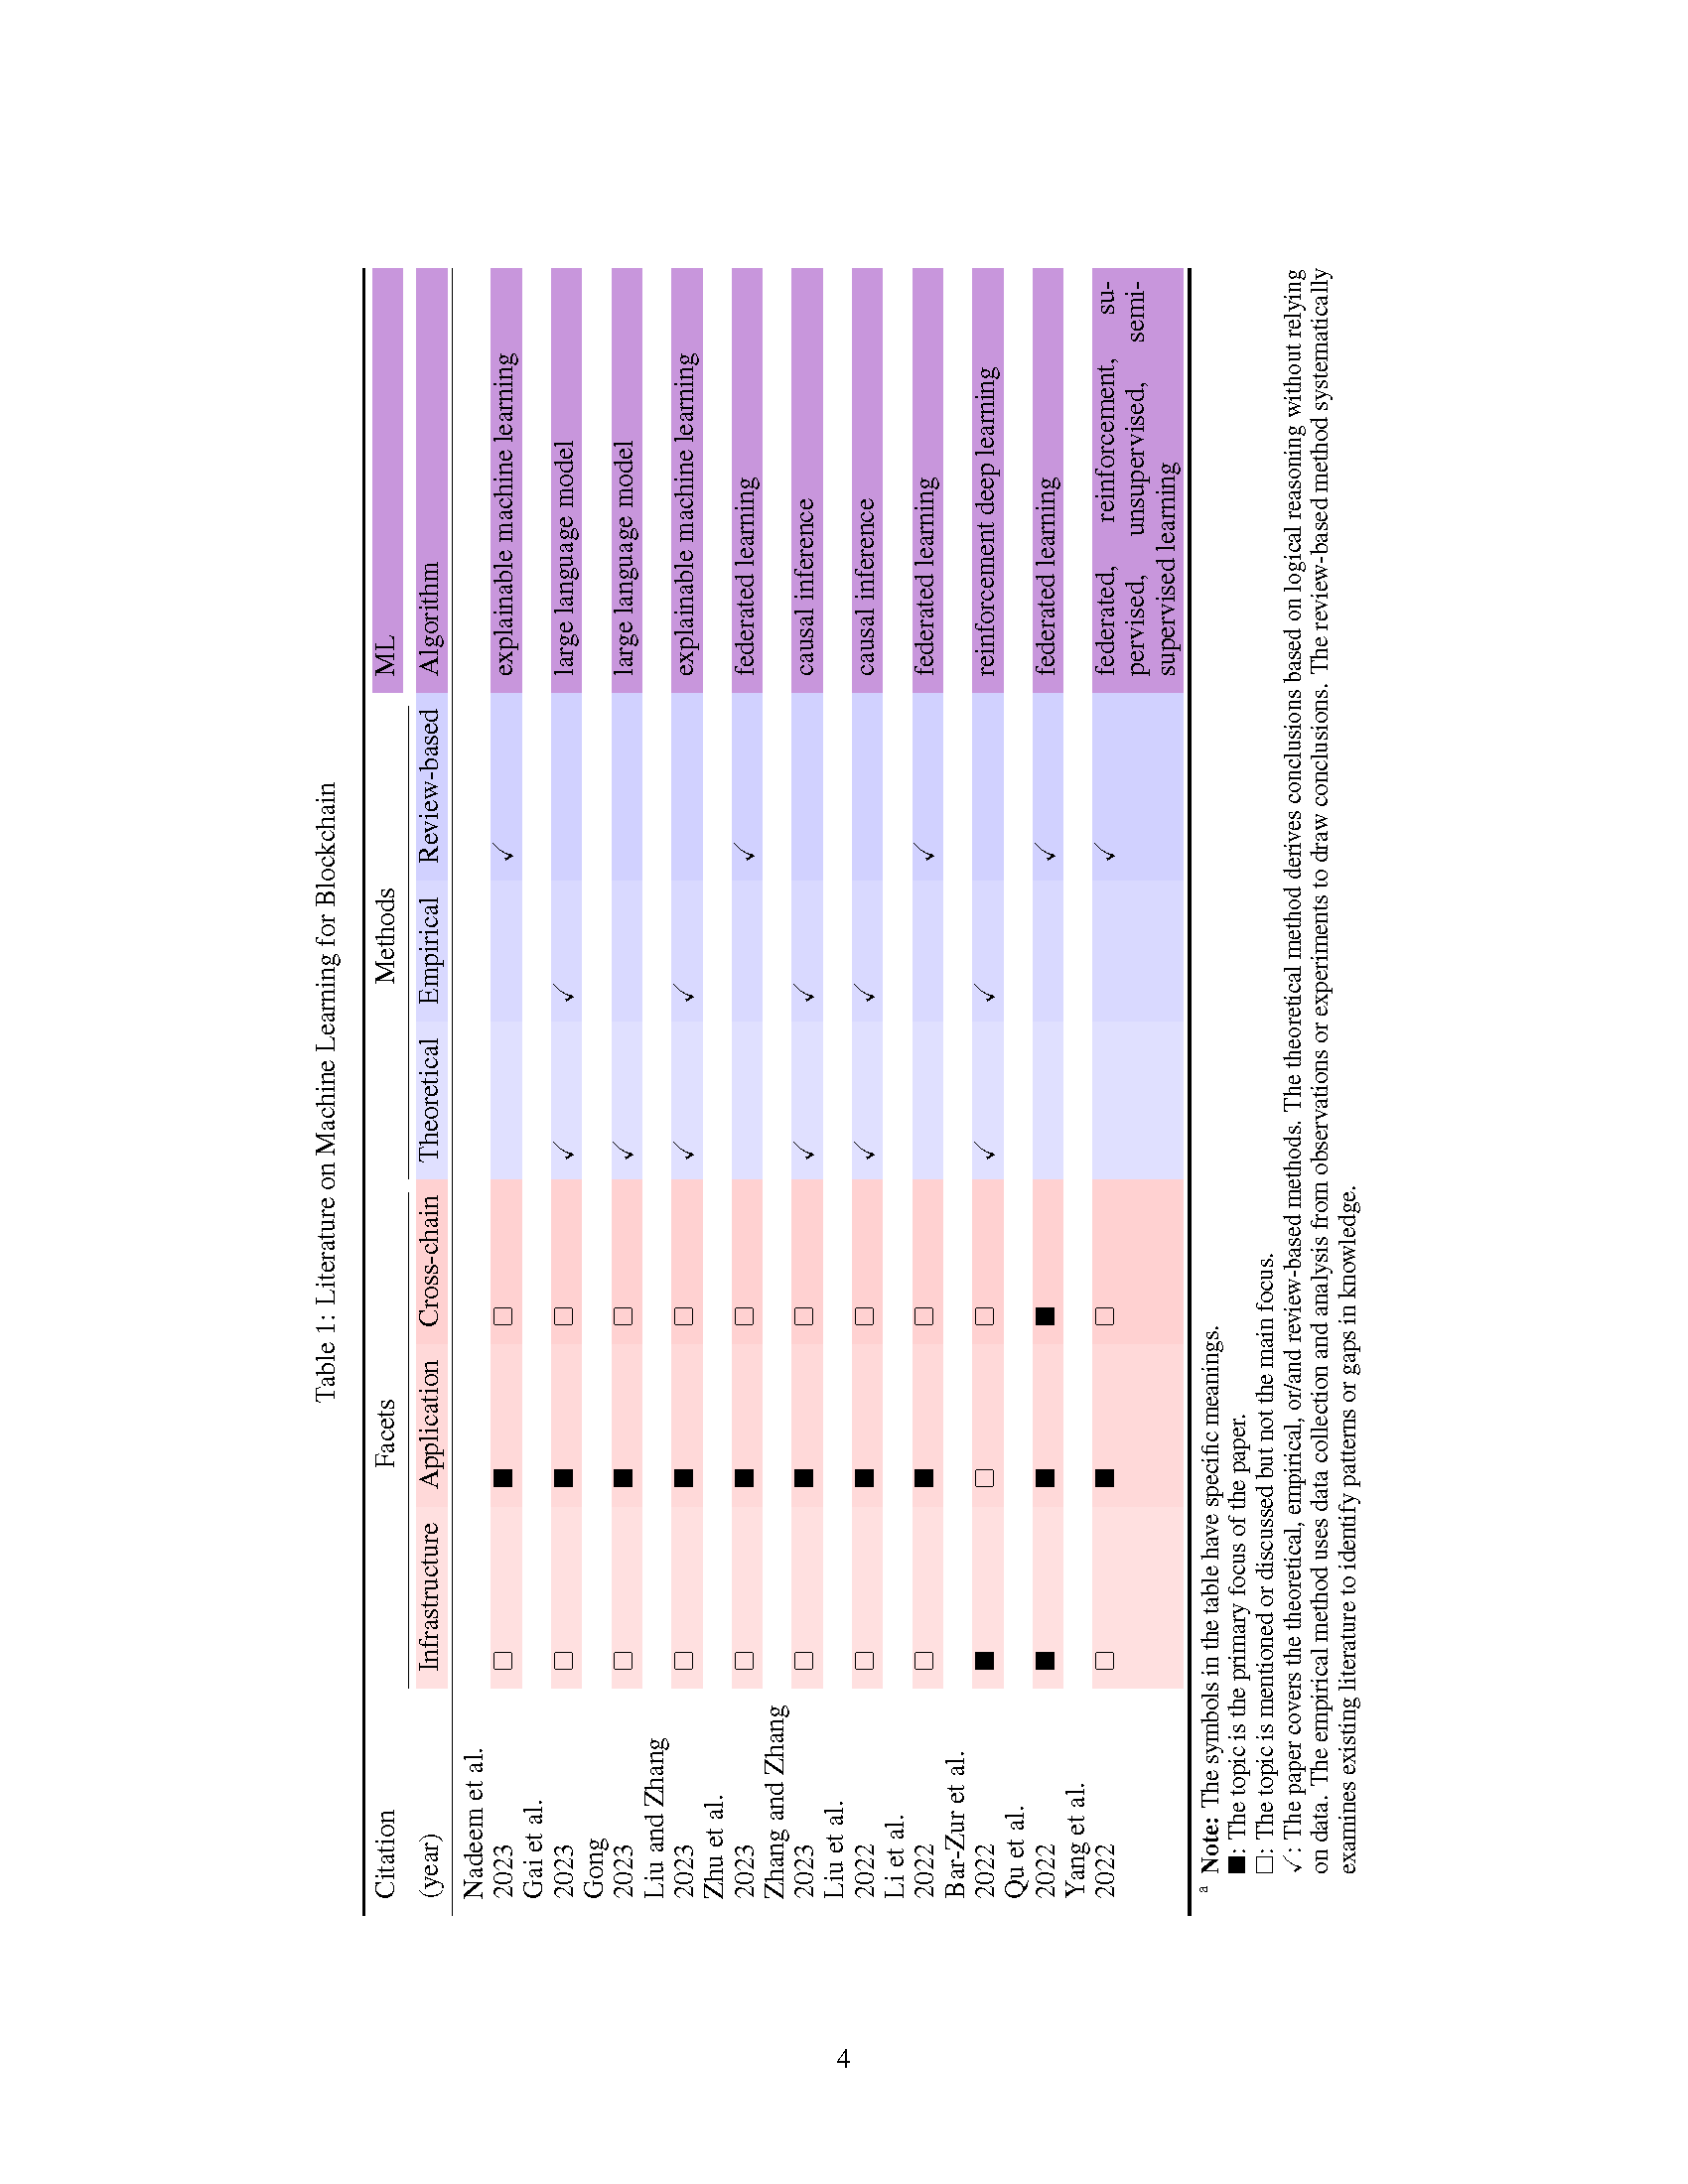 Table 1: Literature on Machine Learning for Blockchain
Citation Facets Methods ML
(year) Infrastructure Application Cross-chain Theoretical Empirical Review-based Algorithm
Nadeem et al.
2023 □ ■ □ ✓ explainable machine learning
Gai et al.
2023 □ ■ □ ✓ ✓ large language model
Gong
2023 □ ■ □ ✓ large language model
Liu and Zhang
2023 □ ■ □ ✓ ✓ explainable machine learning
Zhu et al.
2023 □ ■ □ ✓ federated learning
Zhang and Zhang
2023 □ ■ □ ✓ ✓ causal inference
Liu et al.
2022 □ ■ □ ✓ ✓ causal inference
Li et al.
2022 □ ■ □ ✓ federated learning
Bar-Zur et al.
2022 ■ □ □ ✓ ✓ reinforcement deep learning
Qu et al.
2022 ■ ■ ■ ✓ federated learning
Yang et al.
2022 □ ■ □ ✓ federated, reinforcement, su-
pervised, unsupervised, semi-
supervised learning
a Note: The symbols in the table have specific meanings.
■: The topic is the primary focus of the paper.
□: The topic is mentioned or discussed but not the main focus.
✓: The paper covers the theoretical, empirical, or/and review-based methods. The theoretical method derives conclusions based on logical reasoning without relying
on data. The empirical method uses data collection and analysis from observations or experiments to draw conclusions. The review-based method systematically
examines existing literature to identify patterns or gaps in knowledge.
4